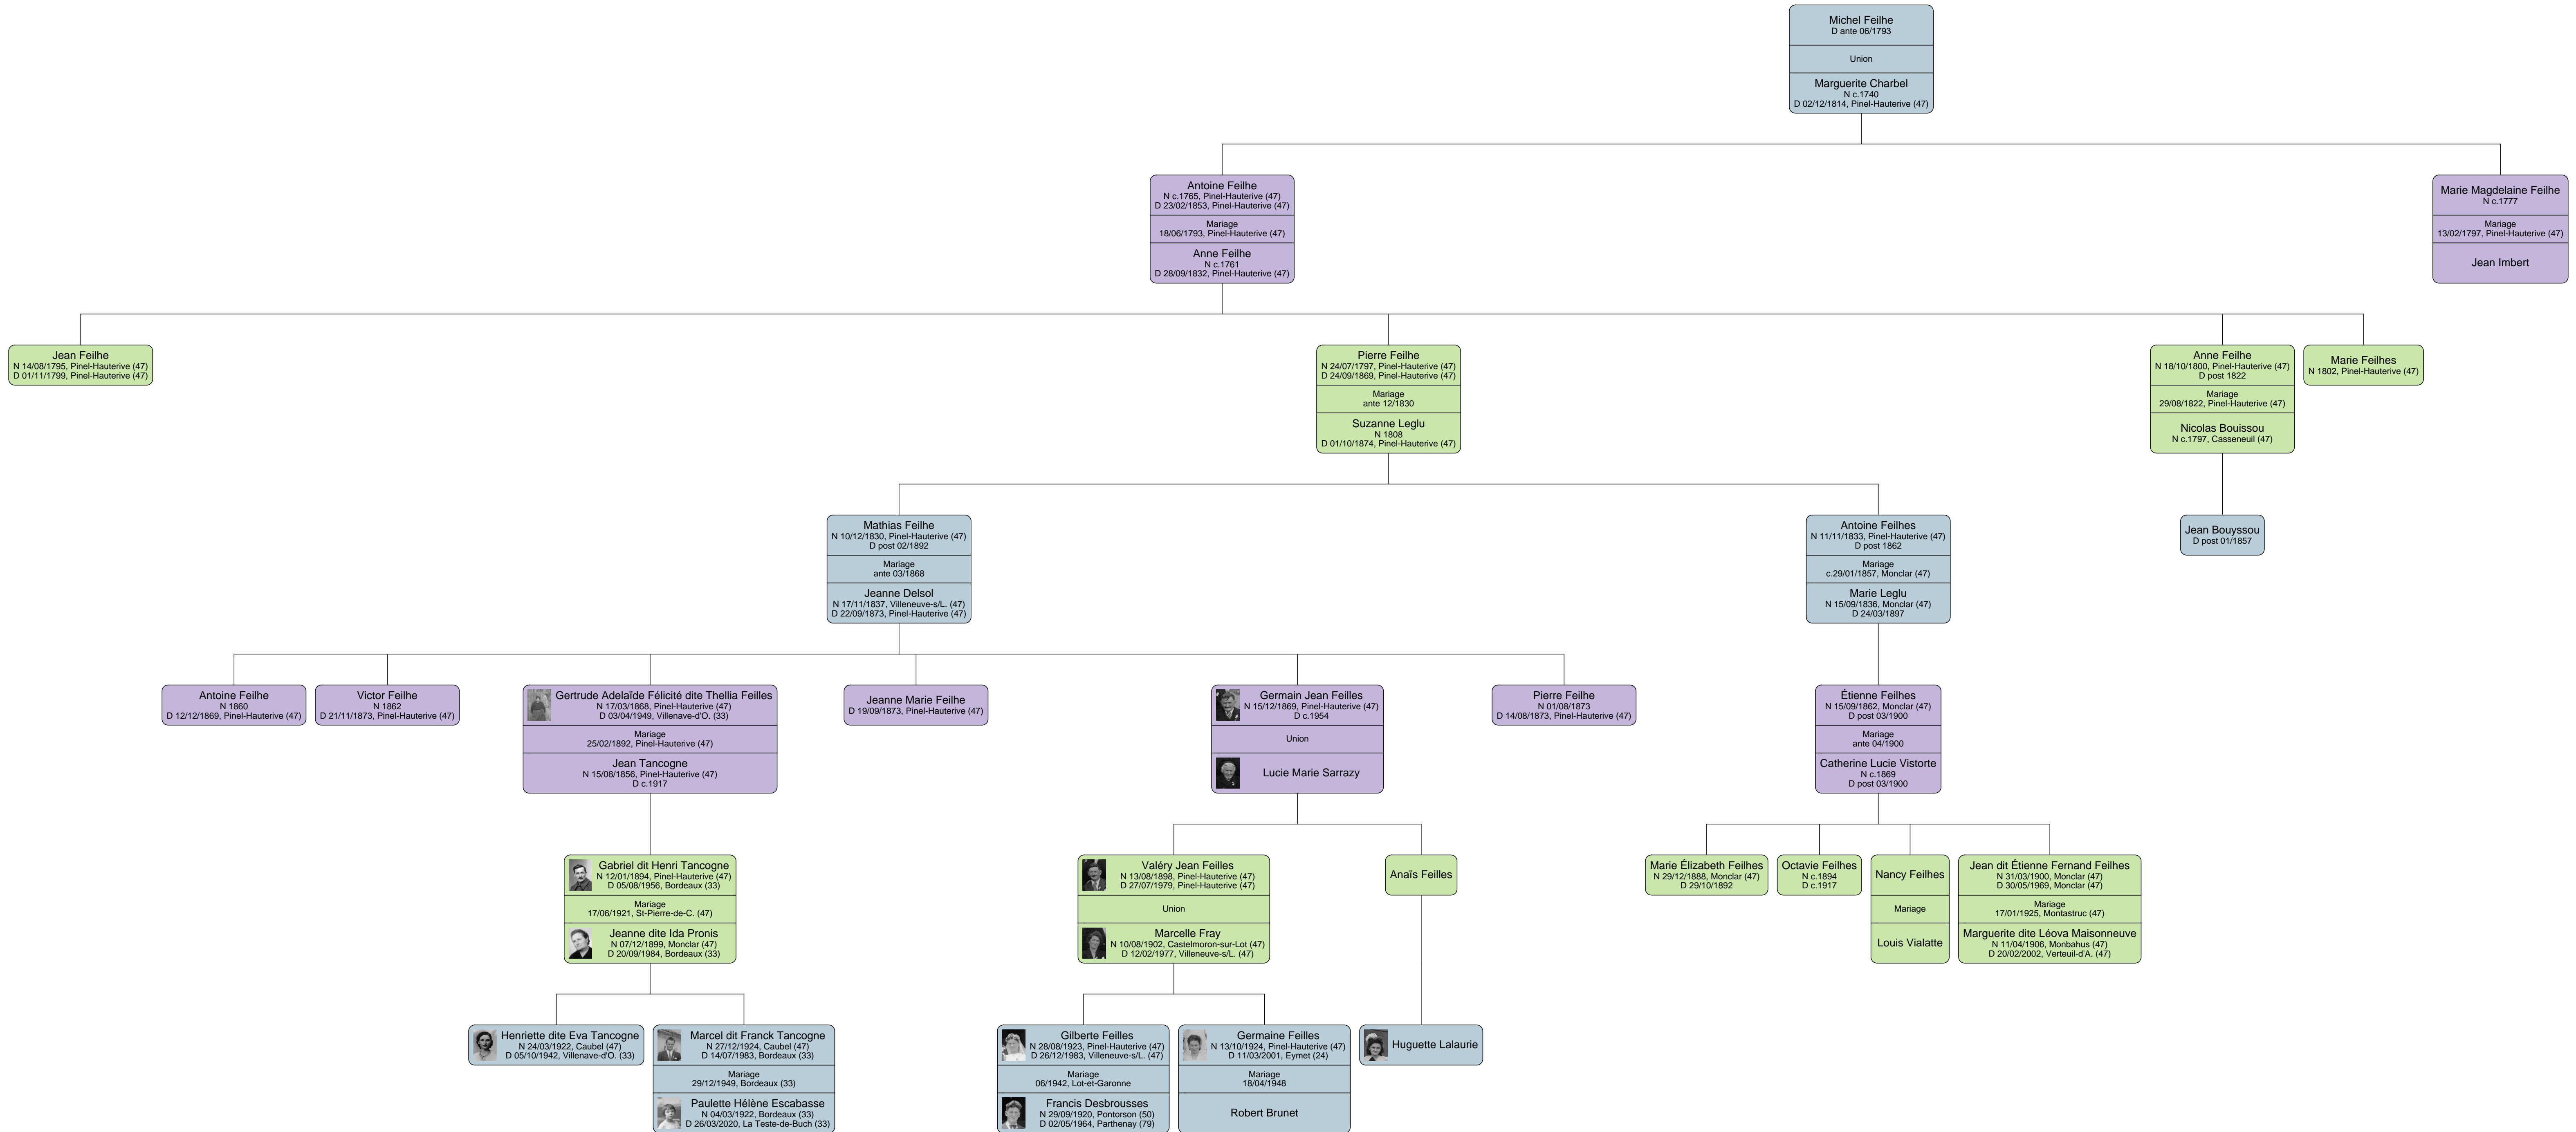 Michel Feilhe
D ante 06/1793
Union
Marguerite Charbel
N c.1740
D 02/12/1814, Pinel-Hauterive (47)
Antoine Feilhe
N c.1765, Pinel-Hauterive (47)
D 23/02/1853, Pinel-Hauterive (47)
Mariage
18/06/1793, Pinel-Hauterive (47)
Anne Feilhe
N c.1761
D 28/09/1832, Pinel-Hauterive (47)
Marie Magdelaine Feilhe
N c.1777
Mariage
13/02/1797, Pinel-Hauterive (47)
Jean Imbert
Jean Feilhe
N 14/08/1795, Pinel-Hauterive (47)
D 01/11/1799, Pinel-Hauterive (47)
Pierre Feilhe
N 24/07/1797, Pinel-Hauterive (47)
D 24/09/1869, Pinel-Hauterive (47)
Mariage
ante 12/1830
Suzanne Leglu
N 1808
D 01/10/1874, Pinel-Hauterive (47)
Anne Feilhe
N 18/10/1800, Pinel-Hauterive (47)
D post 1822
Mariage
29/08/1822, Pinel-Hauterive (47)
Nicolas Bouissou
N c.1797, Casseneuil (47)
Marie Feilhes
N 1802, Pinel-Hauterive (47)
Mathias Feilhe
N 10/12/1830, Pinel-Hauterive (47)
D post 02/1892
Mariage
ante 03/1868
Jeanne Delsol
N 17/11/1837, Villeneuve-s/L. (47)
D 22/09/1873, Pinel-Hauterive (47)
Antoine Feilhes
N 11/11/1833, Pinel-Hauterive (47)
D post 1862
Mariage
c.29/01/1857, Monclar (47)
Marie Leglu
N 15/09/1836, Monclar (47)
D 24/03/1897
Jean Bouyssou
D post 01/1857
Antoine Feilhe
N 1860
D 12/12/1869, Pinel-Hauterive (47)
Victor Feilhe
N 1862
D 21/11/1873, Pinel-Hauterive (47)
Gertrude Adelaïde Félicité dite Thellia Feilles
N 17/03/1868, Pinel-Hauterive (47)
D 03/04/1949, Villenave-d'O. (33)
Mariage
25/02/1892, Pinel-Hauterive (47)
Jean Tancogne
N 15/08/1856, Pinel-Hauterive (47)
D c.1917
Jeanne Marie Feilhe
D 19/09/1873, Pinel-Hauterive (47)
Germain Jean Feilles
N 15/12/1869, Pinel-Hauterive (47)
D c.1954
Union
Lucie Marie Sarrazy
Pierre Feilhe
N 01/08/1873
D 14/08/1873, Pinel-Hauterive (47)
Étienne Feilhes
N 15/09/1862, Monclar (47)
D post 03/1900
Mariage
ante 04/1900
Catherine Lucie Vistorte
N c.1869
D post 03/1900
Gabriel dit Henri Tancogne
N 12/01/1894, Pinel-Hauterive (47)
D 05/08/1956, Bordeaux (33)
Mariage
17/06/1921, St-Pierre-de-C. (47)
Jeanne dite Ida Pronis
N 07/12/1899, Monclar (47)
D 20/09/1984, Bordeaux (33)
Valéry Jean Feilles
N 13/08/1898, Pinel-Hauterive (47)
D 27/07/1979, Pinel-Hauterive (47)
Union
Marcelle Fray
N 10/08/1902, Castelmoron-sur-Lot (47)
D 12/02/1977, Villeneuve-s/L. (47)
Anaïs Feilles
Marie Élizabeth Feilhes
N 29/12/1888, Monclar (47)
D 29/10/1892
Octavie Feilhes
N c.1894
D c.1917
Nancy Feilhes
Mariage
Louis Vialatte
Jean dit Étienne Fernand Feilhes
N 31/03/1900, Monclar (47)
D 30/05/1969, Monclar (47)
Mariage
17/01/1925, Montastruc (47)
Marguerite dite Léova Maisonneuve
N 11/04/1906, Monbahus (47)
D 20/02/2002, Verteuil-d'A. (47)
Henriette dite Eva Tancogne
N 24/03/1922, Caubel (47)
D 05/10/1942, Villenave-d'O. (33)
Marcel dit Franck Tancogne
N 27/12/1924, Caubel (47)
D 14/07/1983, Bordeaux (33)
Mariage
29/12/1949, Bordeaux (33)
Paulette Hélène Escabasse
N 04/03/1922, Bordeaux (33)
D 26/03/2020, La Teste-de-Buch (33)
Gilberte Feilles
N 28/08/1923, Pinel-Hauterive (47)
D 26/12/1983, Villeneuve-s/L. (47)
Mariage
06/1942, Lot-et-Garonne
Francis Desbrousses
N 29/09/1920, Pontorson (50)
D 02/05/1964, Parthenay (79)
Germaine Feilles
N 13/10/1924, Pinel-Hauterive (47)
D 11/03/2001, Eymet (24)
Mariage
18/04/1948
Robert Brunet
Huguette Lalaurie